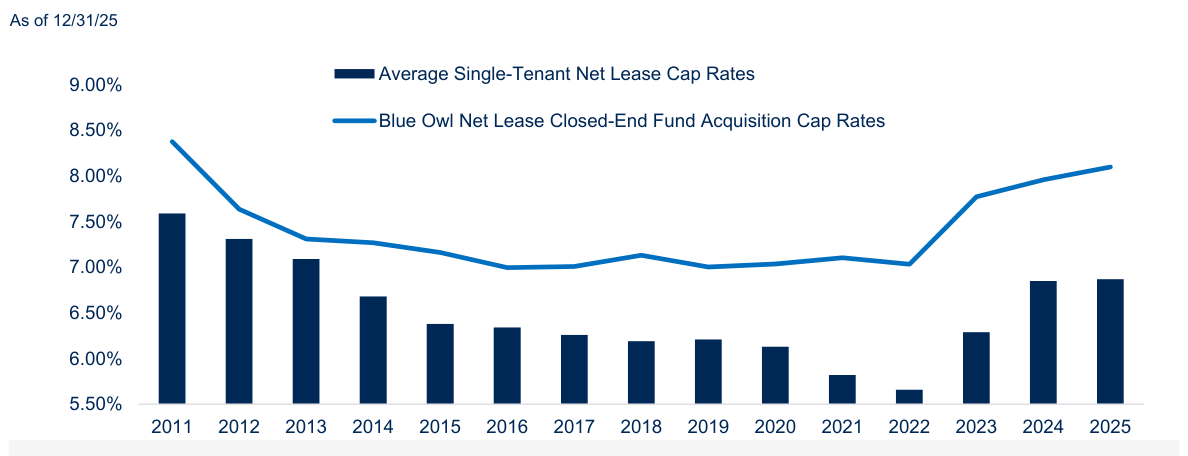 As of 12/31/25
Average Single-Tenant Net Lease Cap Rates
Blue Owl Net Lease Closed-End Fund Acquisition Cap Rates
9.00%
8.50%
8.00%
7.50%
7.00%
6.50%
6.00%
5.50%
2011 2012 2013 2014 2015 2016 2017 2018 2019 2020 2021 2022 2023 2024 2025